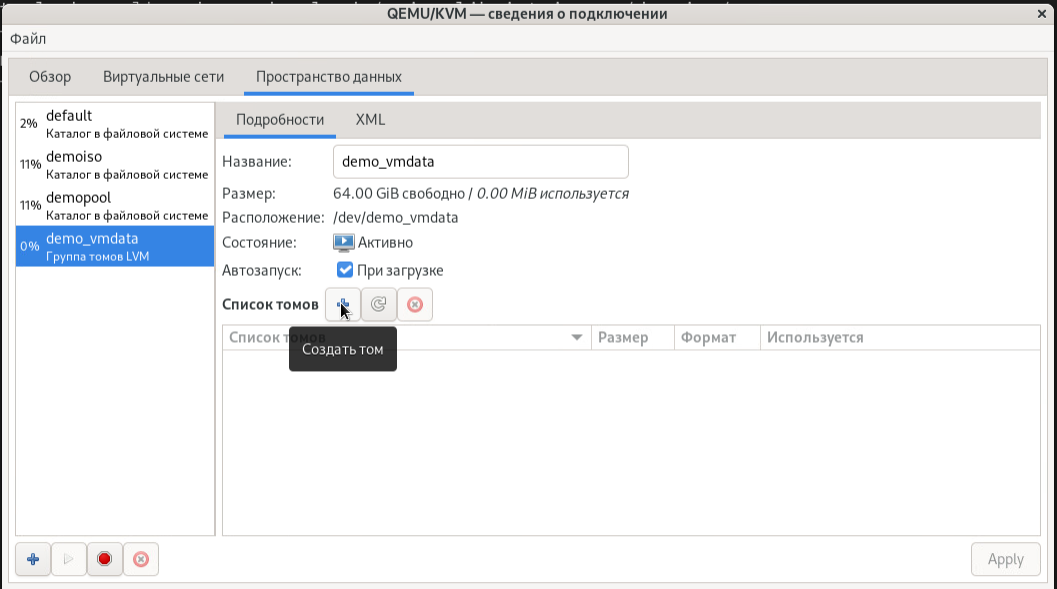 QEMU/KVM — сведения о подключении
Файл
Обзор Виртуальные сети Пространство данных
2% default
Каталог в файловой системе
11% demoiso
Каталог в файловой системе
11% demopool
Каталог в файловой системе
0% demo_vmdata
Группа томов LVM
Подробности XML
Название: demo_vmdata
Размер: 64.00 GiB свободно / 0.00 MiB используется
Расположение: /dev/demo_vmdata
Состояние: Активно
Автозапуск: При загрузке
Список томов
Список томов Размер Формат Используется
Создать том
Apply